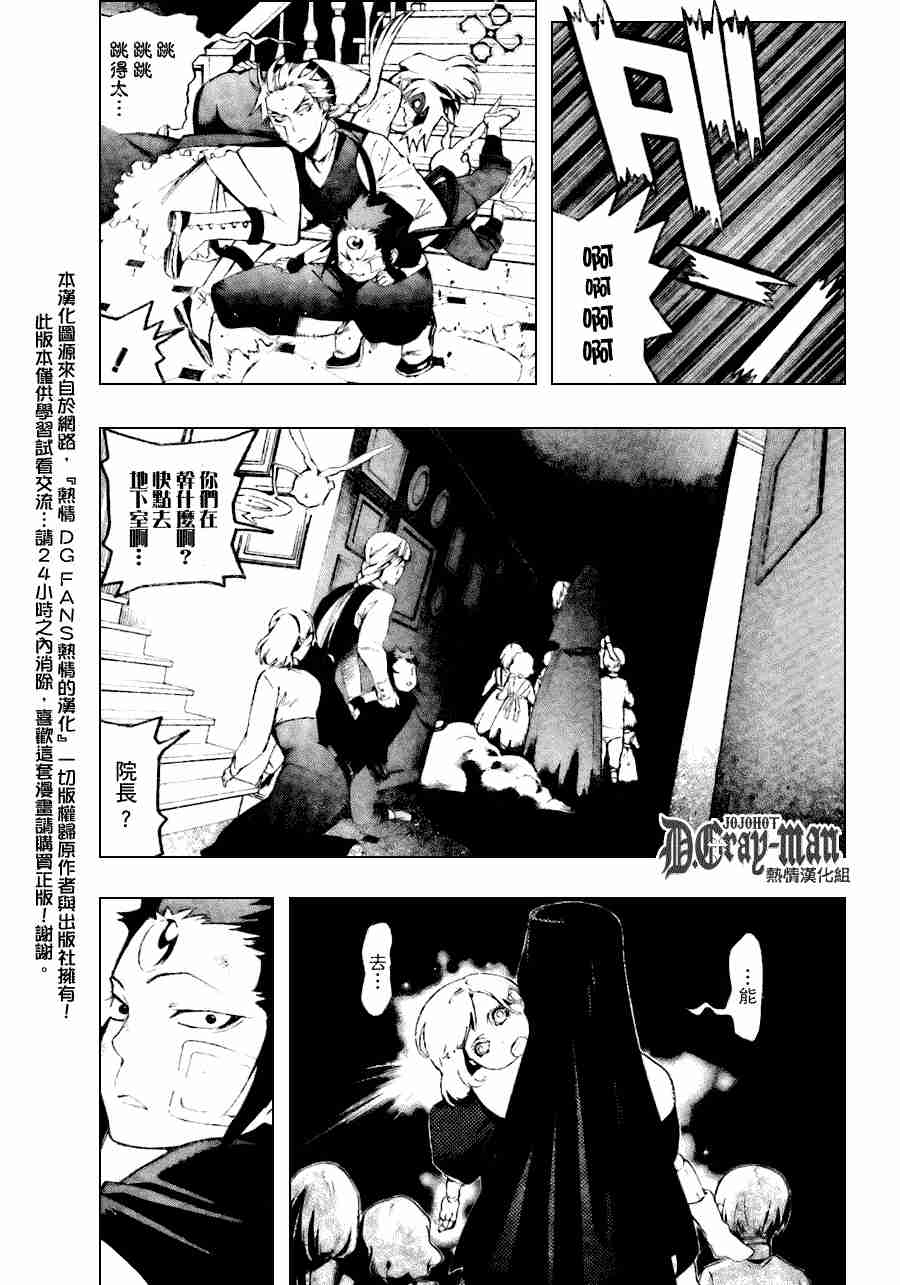 啊
啊
啊
啊
跳
跳跳
跳得太…
!
你們在
幹什麼啊?
快點去
地下室啊…
院長?
…能
去…
JOJOHOT
D.Gray-man
熱情漢化組
本漢化圖源來自於網路，『熱情DG FANS熱情的漢化』一切版權歸原作者與出版社擁有!
此版本僅供學習試看交流…請24小時之內消除，喜歡這套漫畫請購買正版!謝謝。